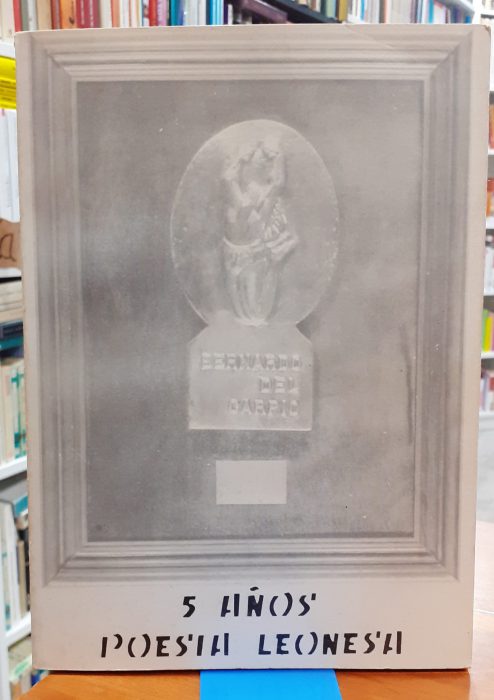 BERNARDO
DEL
CARPIO
5 AÑOS
POESIA LEONESA